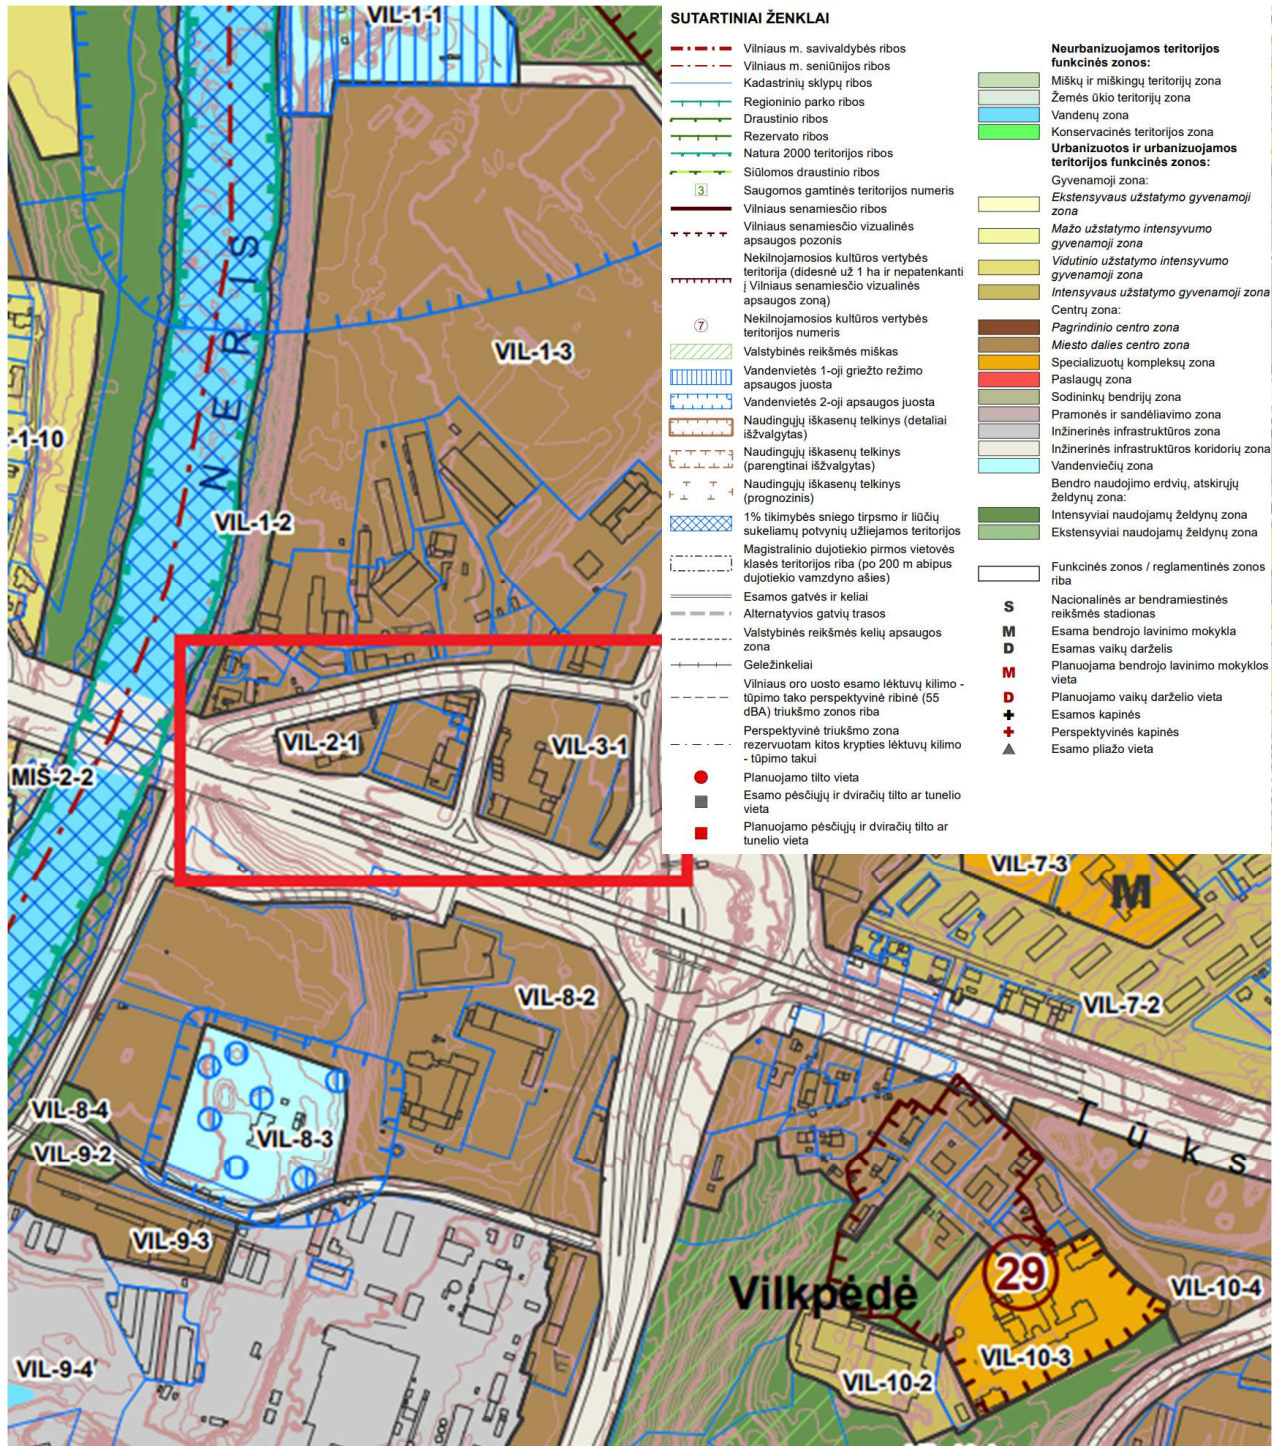 VIL-1-1
NERIS
VIL-1-3
-1-10
VIL-1-2
VIL-2-1
VIL-3-1
MIŠ-2-2
VIL-7-3
M
VIL-8-2
VIL-7-2
VIL-8-4
VIL-8-3
VIL-9-2
T u k s
VIL-9-3
29
Vilkpėdė
VIL-10-4
VIL-10-3
VIL-9-4
VIL-10-2
SUTARTINIAI ŽENKLAI
Vilniaus m. savivaldybės ribos
Vilniaus m. seniūnijos ribos
Kadastrinių sklypų ribos
Regioninio parko ribos
Draustinio ribos
Rezervato ribos
Natura 2000 teritorijos ribos
Siūlomos draustinio ribos
3 Saugomos gamtinės teritorijos numeris
Vilniaus senamiesčio ribos
Vilniaus senamiesčio vizualinės
apsaugos pozonis
Nekilnojamosios kultūros vertybės
teritorija (didesnė už 1 ha ir nepatenkanti
į Vilniaus senamiesčio vizualinės
apsaugos zoną)
7 Nekilnojamosios kultūros vertybės
teritorijos numeris
Valstybinės reikšmės miškas
Vandenvietės 1-oji griežto režimo
apsaugos juosta
Vandenvietės 2-oji apsaugos juosta
Naudingųjų iškasenų telkinys (detaliai
išžvalgytas)
Naudingųjų iškasenų telkinys
(parengtinai išžvalgytas)
Naudingųjų iškasenų telkinys
(prognozinis)
1% tikimybės sniego tirpsmo ir liūčių
sukeliamų potvynių užliejamos teritorijos
Magistralinio dujotiekio pirmos vietovės
klasės teritorijos riba (po 200 m abipus
dujotiekio vamzdyno ašies)
Esamos gatvės ir keliai
Alternatyvios gatvių trasos
Valstybinės reikšmės kelių apsaugos
zona
Geležinkeliai
Vilniaus oro uosto esamo lėktuvų kilimo -
tūpimo tako perspektyvinė ribinė (55
dBA) triukšmo zonos riba
Perspektyvinė triukšmo zona
rezervuotam kitos krypties lėktuvų kilimo
- tūpimo takui
Planuojamo tilto vieta
Esamo pėsčiųjų ir dviračių tilto ar tunelio
vieta
Planuojamo pėsčiųjų ir dviračių tilto ar
tunelio vieta
Neurbanizuojamos teritorijos
funkcinės zonos:
Miškų ir miškingų teritorijų zona
Žemės ūkio teritorijų zona
Vandenų zona
Konservacinės teritorijos zona
Urbanizuotos ir urbanizuojamos
teritorijos funkcinės zonos:
Gyvenamoji zona:
Ekstensyvaus užstatymo gyvenamoji
zona
Mažo užstatymo intensyvumo
gyvenamoji zona
Vidutinio užstatymo intensyvumo
gyvenamoji zona
Intensyvaus užstatymo gyvenamoji zona
Centrų zona:
Pagrindinio centro zona
Miesto dalies centro zona
Specializuotų kompleksų zona
Paslaugų zona
Sodininkų bendrijų zona
Pramonės ir sandėliavimo zona
Inžinerinės infrastruktūros zona
Inžinerinės infrastruktūros koridorių zona
Vandenviečių zona
Bendro naudojimo erdvių, atskirųjų
želdynų zona:
Intensyviai naudojamų želdynų zona
Ekstensyviai naudojamų želdynų zona
Funkcinės zonos / reglamentinės zonos
riba
S Nacionalinės ar bendramiestinės
reikšmės stadionas
M Esama bendrojo lavinimo mokykla
D Esamas vaikų darželis
M Planuojama bendrojo lavinimo mokyklos
vieta
D Planuojamo vaikų darželio vieta
Esamos kapinės
Perspektyvinės kapinės
Esamo pliažo vieta